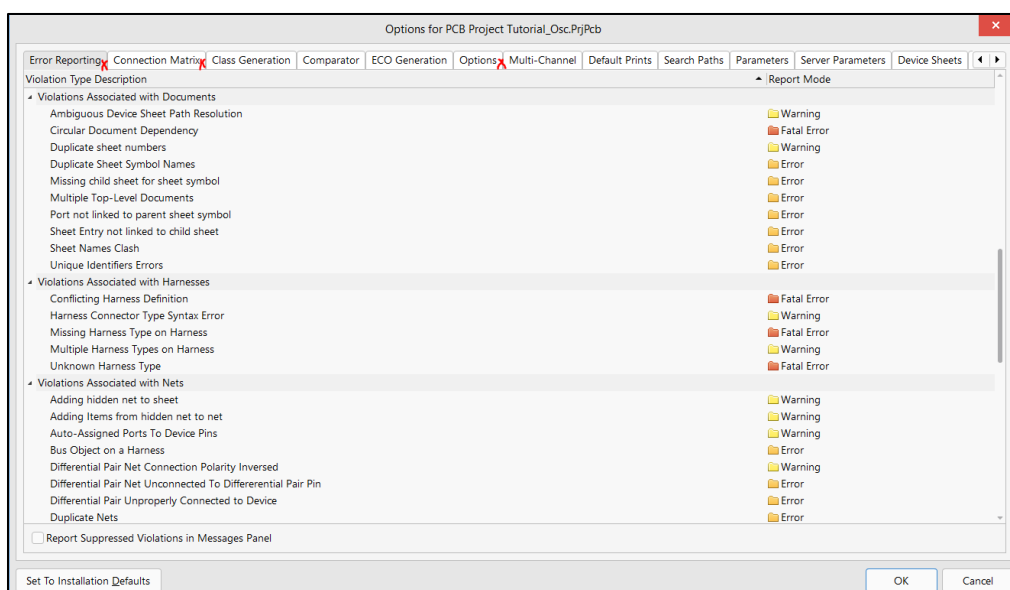 Options for PCB Project Tutorial_Osc.PrjPcb
Error Reporting Connection Matrix Class Generation Comparator ECO Generation Options Multi-Channel Default Prints Search Paths Parameters Server Parameters Device Sheets
Violation Type Description Report Mode
Violations Associated with Documents
Ambiguous Device Sheet Path Resolution Warning
Circular Document Dependency Fatal Error
Duplicate sheet numbers Warning
Duplicate Sheet Symbol Names Error
Missing child sheet for sheet symbol Error
Multiple Top-Level Documents Error
Port not linked to parent sheet symbol Error
Sheet Entry not linked to child sheet Error
Sheet Names Clash Error
Unique Identifiers Errors Error
Violations Associated with Harnesses
Conflicting Harness Definition Fatal Error
Harness Connector Type Syntax Error Warning
Missing Harness Type on Harness Fatal Error
Multiple Harness Types on Harness Warning
Unknown Harness Type Fatal Error
Violations Associated with Nets
Adding hidden net to sheet Warning
Adding Items from hidden net to net Warning
Auto-Assigned Ports To Device Pins Warning
Bus Object on a Harness Error
Differential Pair Net Connection Polarity Inversed Warning
Differential Pair Net Unconnected To Differerential Pair Pin Error
Differential Pair Unproperly Connected to Device Error
Duplicate Nets Error
Report Suppressed Violations in Messages Panel
Set To Installation Defaults OK Cancel